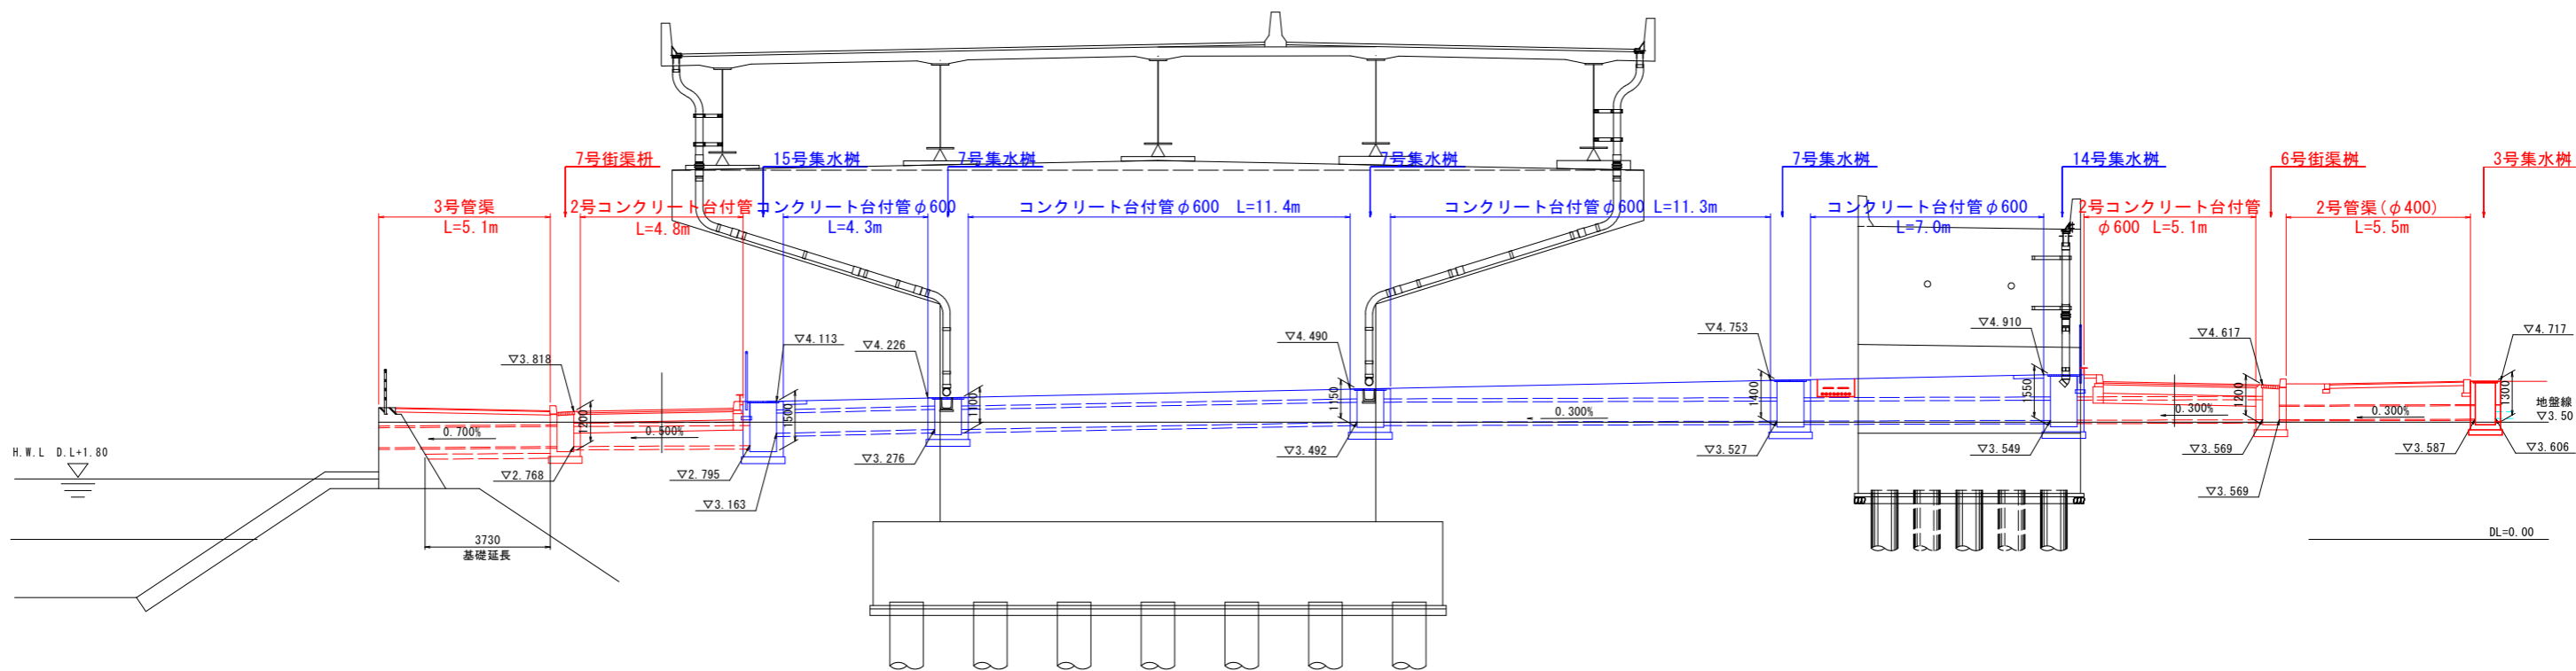 7号街渠枡
15号集水桝
7号集水桝
7号集水桝
7号集水桝
14号集水桝
6号街渠桝
3号集水桝
3号管渠
L=5.1m
2号コンクリート台付管
L=4.8m
コンクリート台付管φ600
L=4.3m
コンクリート台付管φ600 L=11.4m
コンクリート台付管φ600 L=11.3m
コンクリート台付管φ600
L=7.0m
2号コンクリート台付管
φ600 L=5.1m
2号管渠(φ400)
L=5.5m
▽3.818
▽4.113
▽4.226
▽4.490
▽4.753
▽4.910
▽4.617
▽4.717
1200
1500
1100
1150
1400
1550
1200
1300
0.700%
0.500%
0.300%
0.300%
0.300%
地盤線
▽3.50
H.W.L D.L+1.80
▽2.768
▽2.795
▽3.163
▽3.276
▽3.492
▽3.527
▽3.549
▽3.569
▽3.569
▽3.587
▽3.606
3730
基礎延長
DL=0.00